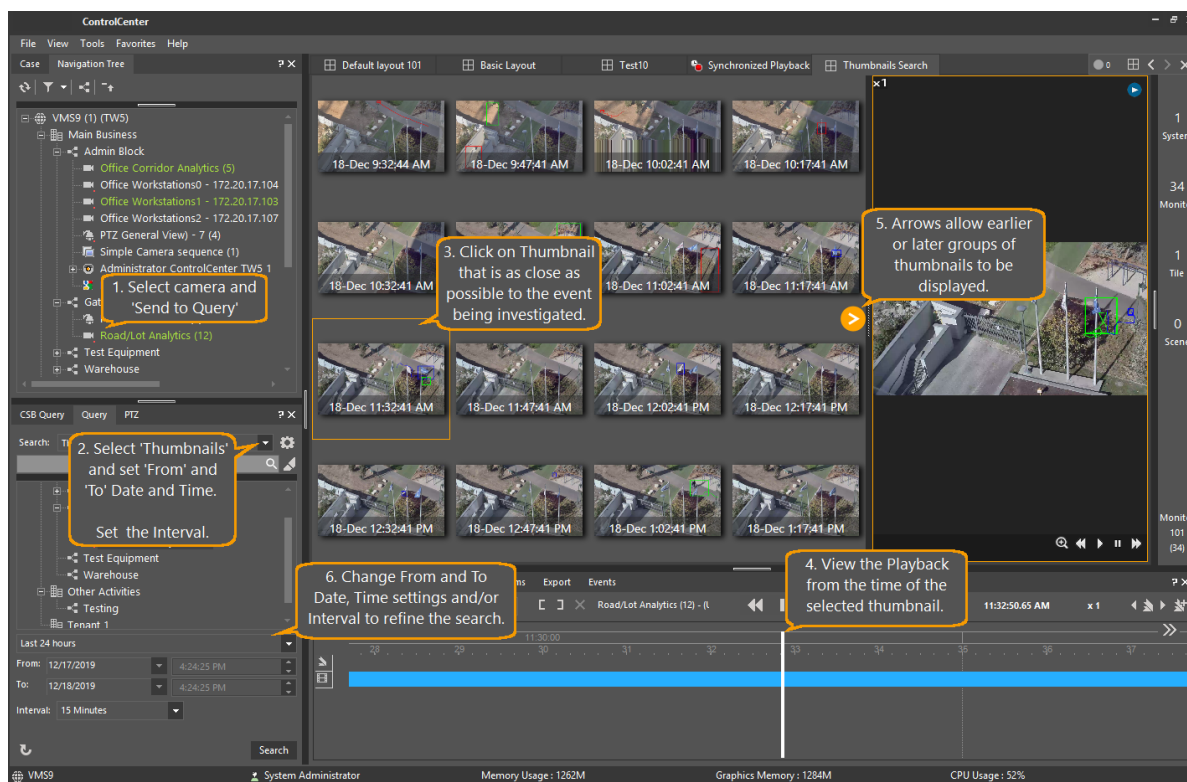 ControlCenter
File View Tools Favorites Help
Case Navigation Tree ? X
VMS9 (1) (TW5)
Main Business
Admin Block
Office Corridor Analytics (5)
Office Workstations0 - 172.20.17.104
Office Workstations1 - 172.20.17.103
Office Workstations2 - 172.20.17.107
PTZ General View) - 7 (4)
Simple Camera sequence (1)
Administrator ControlCenter TW5 1
1. Select camera and
'Send to Query'
Gat
Road/Lot Analytics (12)
Test Equipment
Warehouse
CSB Query Query PTZ ? X
Search:
2. Select 'Thumbnails'
and set 'From' and
'To' Date and Time.
Set the Interval.
Test Equipment
Warehouse
Other Activities
Testing
Tenant 1
Last 24 hours
From: 12/17/2019 4:24:25 PM
To: 12/18/2019 4:24:25 PM
Interval: 15 Minutes
Search
Default layout 101 Basic Layout Test10 Synchronized Playback Thumbnails Search 0
18-Dec 9:32:44 AM 18-Dec 9:47:41 AM 18-Dec 10:02:41 AM 18-Dec 10:17:41 AM
18-Dec 10:32:41 AM 18-Dec 11:02:41 AM 18-Dec 11:17:41 AM
3. Click on Thumbnail
that is as close as
possible to the event
being investigated.
18-Dec 11:32:41 AM 18-Dec 11:47:41 AM 18-Dec 12:02:41 PM 18-Dec 12:17:41 PM
18-Dec 12:32:41 PM 18-Dec 12:47:41 PM 18-Dec 1:02:41 PM 18-Dec 1:17:41 PM
x1
5. Arrows allow earlier
or later groups of
thumbnails to be
displayed.
1
System
34
Monito
1
Tile
0
Scene
Monito
101
(34)
6. Change From and To
Date, Time settings and/or
Interval to refine the search.
4. View the Playback
from the time of the
selected thumbnail.
ms Export Events ? X
Road/Lot Analytics (12) - (L 11:32:50.65 AM x 1
11:30:00
28 29 30 31 32 33 34 35 36 37
VMS9 System Administrator Memory Usage : 1262M Graphics Memory : 1284M CPU Usage : 52%